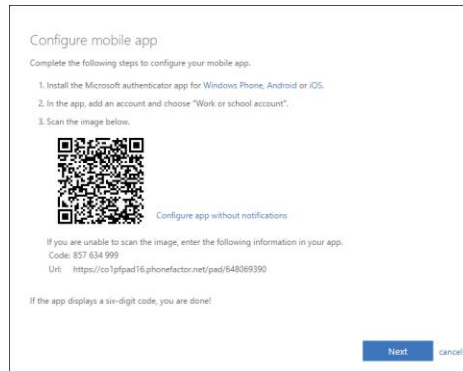 Configure mobile app
Complete the following steps to configure your mobile app.
1. Install the Microsoft authenticator app for Windows Phone, Android or iOS.
2. In the app, add an account and choose "Work or school account".
3. Scan the image below.
Configure app without notifications
If you are unable to scan the image, enter the following information in your app.
Code: 857 634 999
Url: https://co1pfpad16.phonefactor.net/pad/648069390
If the app displays a six-digit code, you are done!
Next cancel